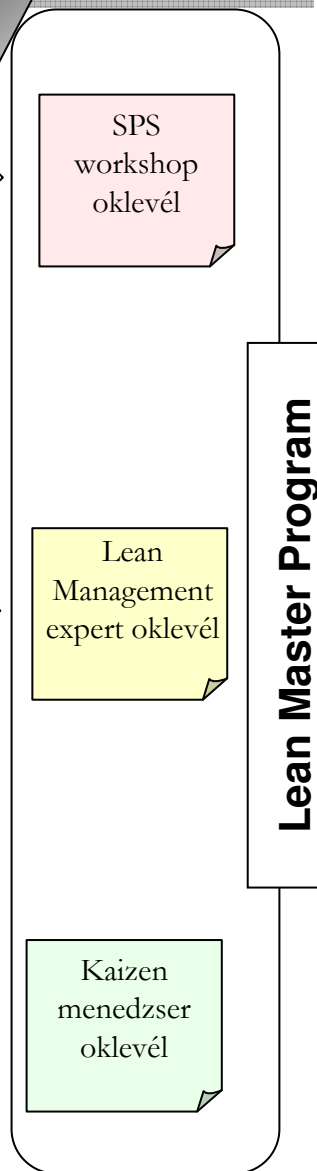 SPS
workshop
oklevél
Lean
Management
expert oklevél
Kaizen
menedzser
oklevél
Lean Master Program